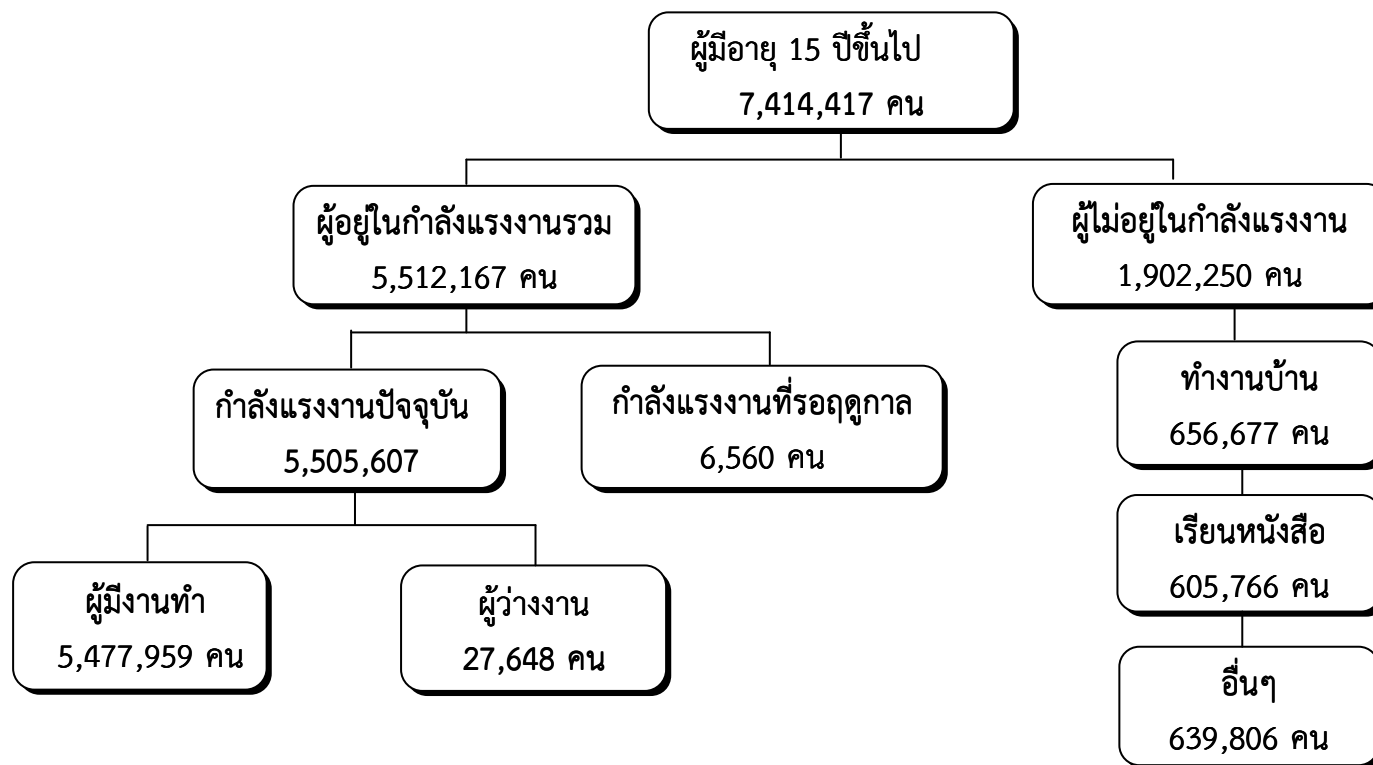 ผู้มีอายุ 15 ปีขึ้นไป
7,414,417 คน
ผู้อยู่ในกำลังแรงงานรวม
5,512,167 คน
ผู้ไม่อยู่ในกำลังแรงงาน
1,902,250 คน
กำลังแรงงานปัจจุบัน
5,505,607
กำลังแรงงานที่รอฤดูกาล
6,560 คน
ทำงานบ้าน
656,677 คน
เรียนหนังสือ
605,766 คน
ผู้มีงานทำ
5,477,959 คน
ผู้ว่างงาน
27,648 คน
อื่นๆ
639,806 คน